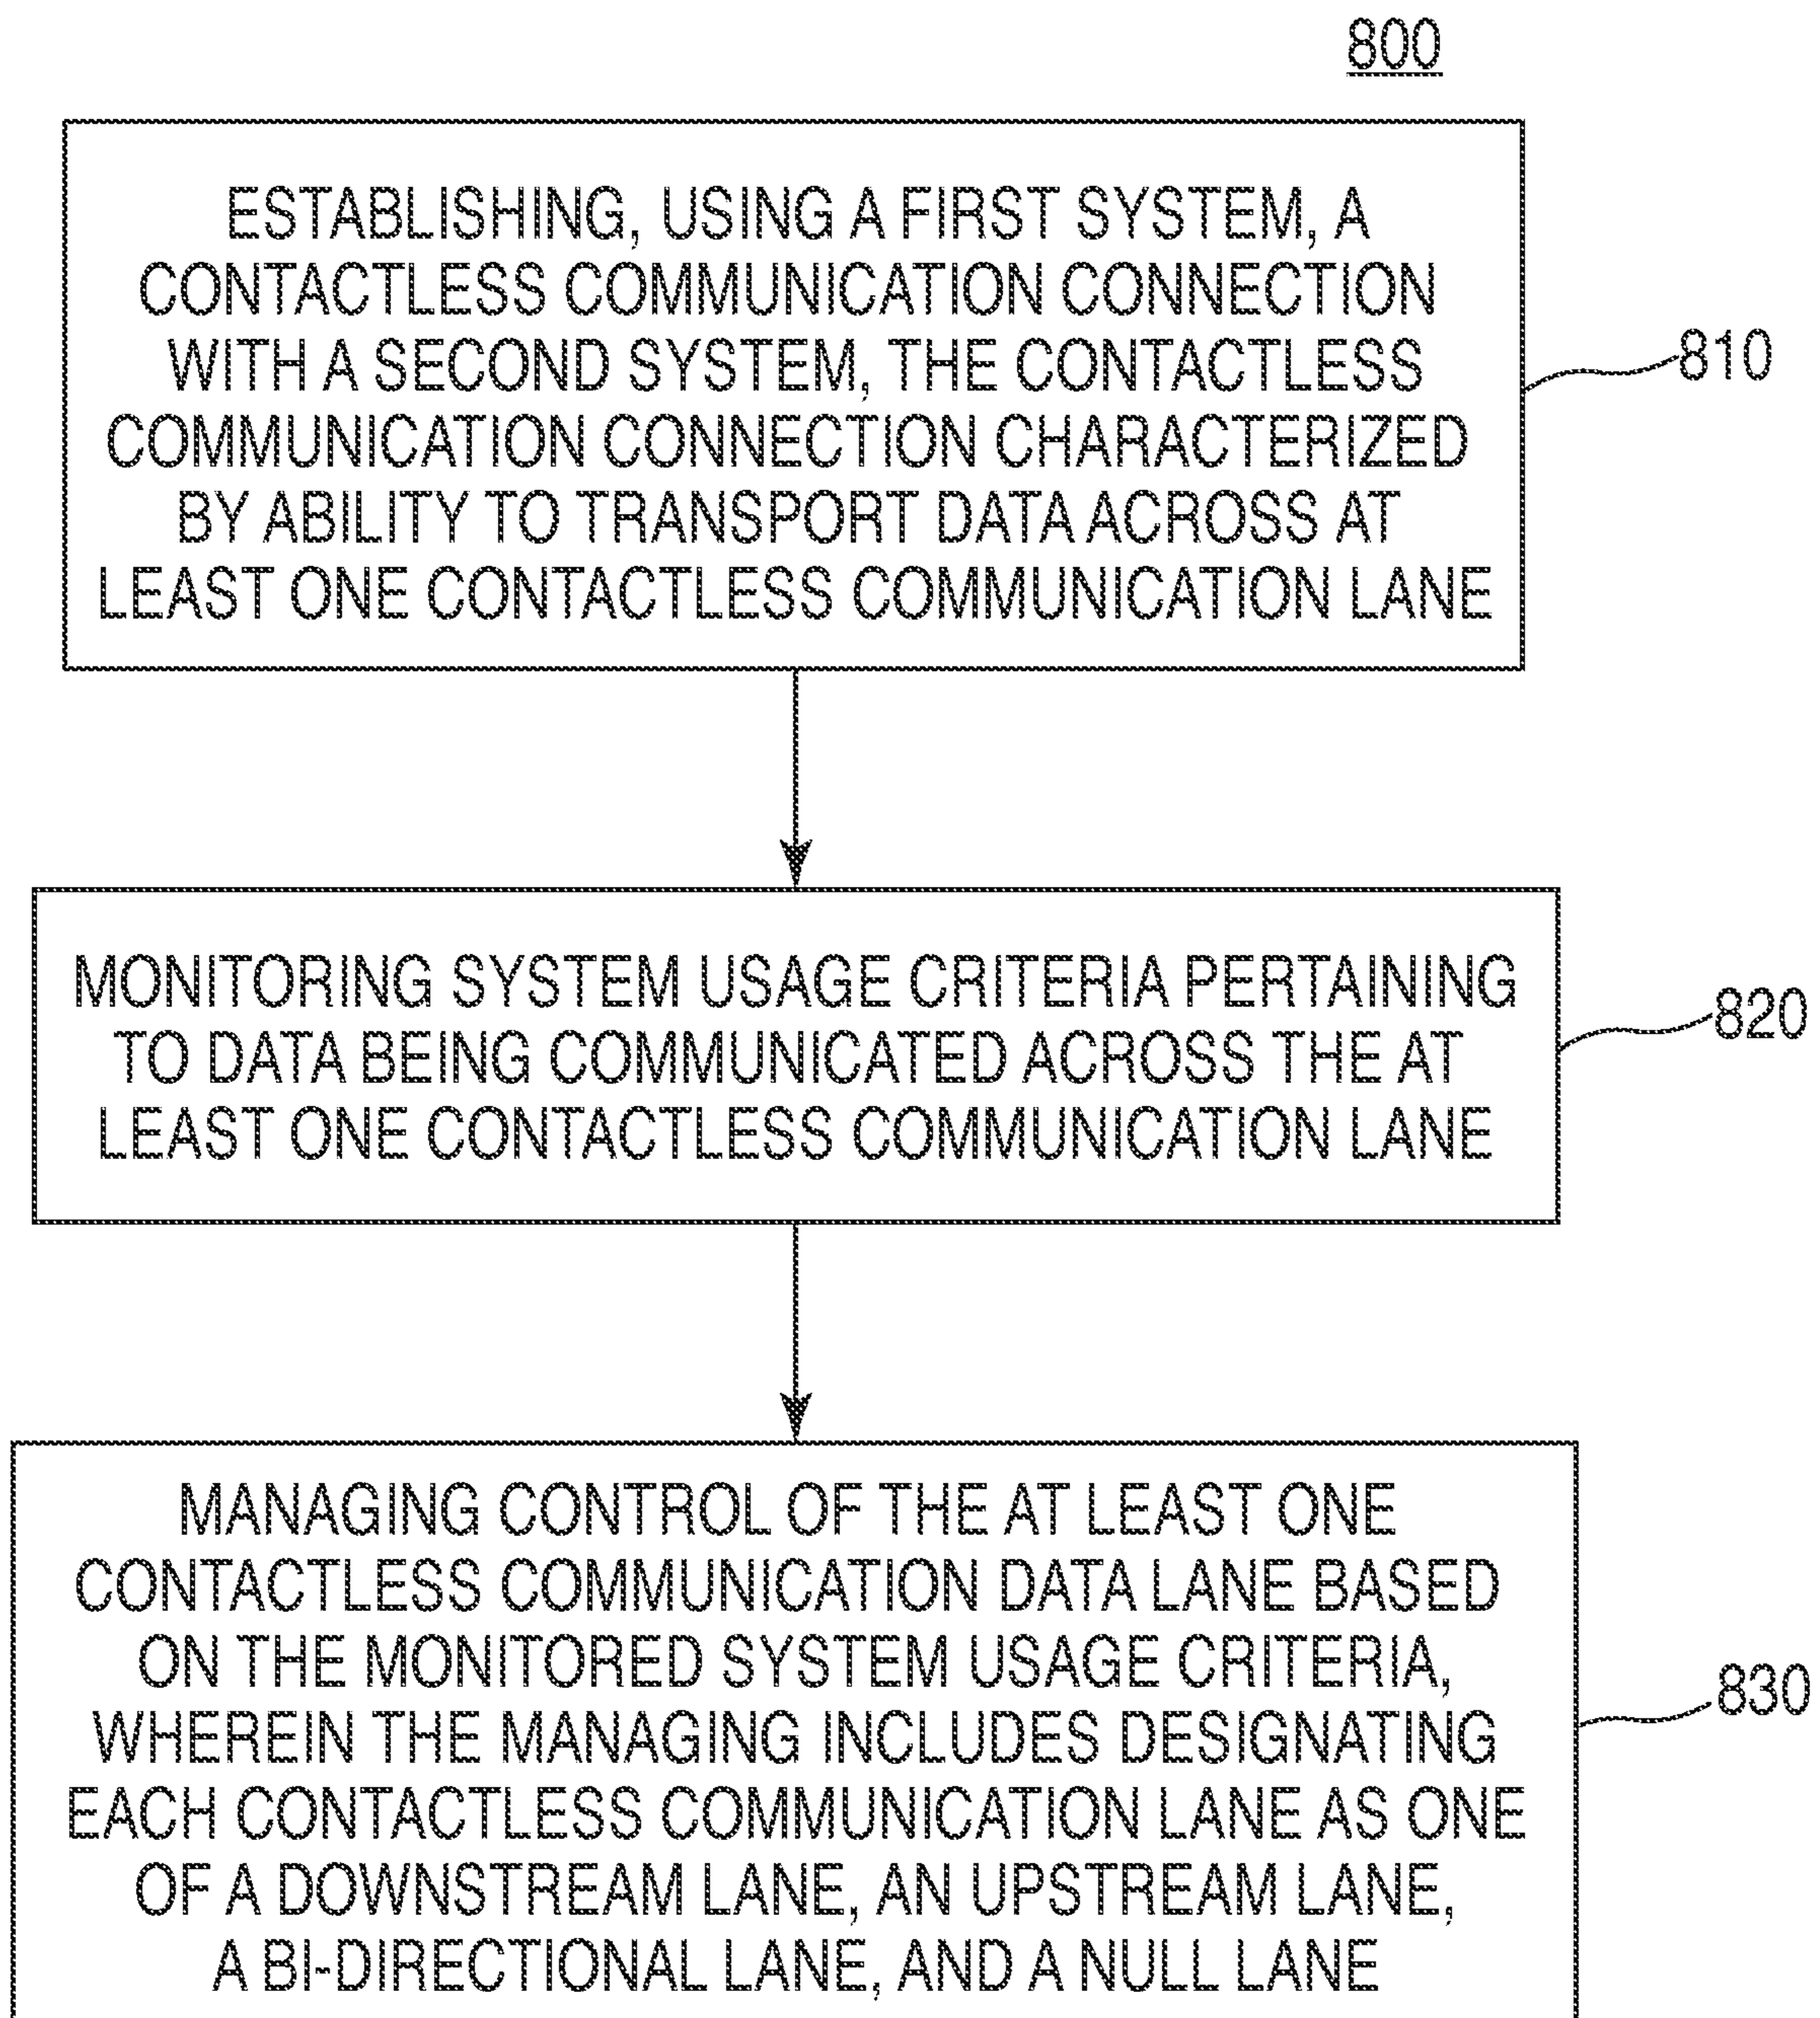 800
ESTABLISHING, USING A FIRST SYSTEM, A
CONTACTLESS COMMUNICATION CONNECTION
WITH A SECOND SYSTEM, THE CONTACTLESS
COMMUNICATION CONNECTION CHARACTERIZED
BY ABILITY TO TRANSPORT DATA ACROSS AT
LEAST ONE CONTACTLESS COMMUNICATION LANE
810
MONITORING SYSTEM USAGE CRITERIA PERTAINING
TO DATA BEING COMMUNICATED ACROSS THE AT
LEAST ONE CONTACTLESS COMMUNICATION LANE
820
MANAGING CONTROL OF THE AT LEAST ONE
CONTACTLESS COMMUNICATION DATA LANE BASED
ON THE MONITORED SYSTEM USAGE CRITERIA,
WHEREIN THE MANAGING INCLUDES DESIGNATING
EACH CONTACTLESS COMMUNICATION LANE AS ONE
OF A DOWNSTREAM LANE, AN UPSTREAM LANE,
A BI-DIRECTIONAL LANE, AND A NULL LANE
830